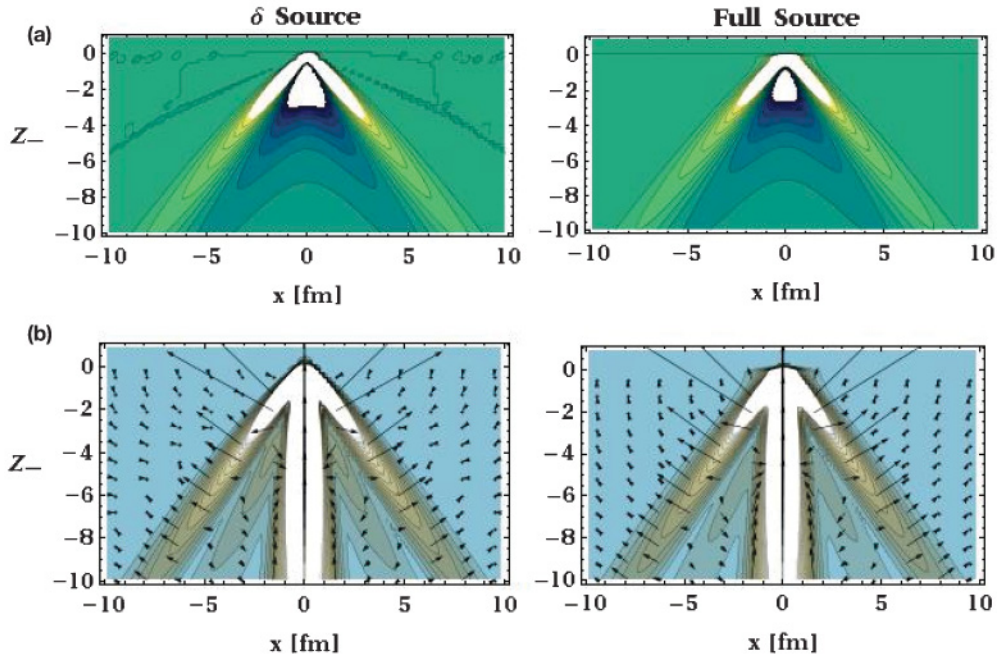 δ Source Full Source
(a)
0 0
−2 −2
−4 −4
Z− −6 −6
−8 −8
−10 −10
−10 −5 0 5 10 −10 −5 0 5 10
x [fm] x [fm]
(b)
0 0
−2 −2
−4 −4
Z− −6 −6
−8 −8
−10 −10
−10 −5 0 5 10 −10 −5 0 5 10
x [fm] x [fm]